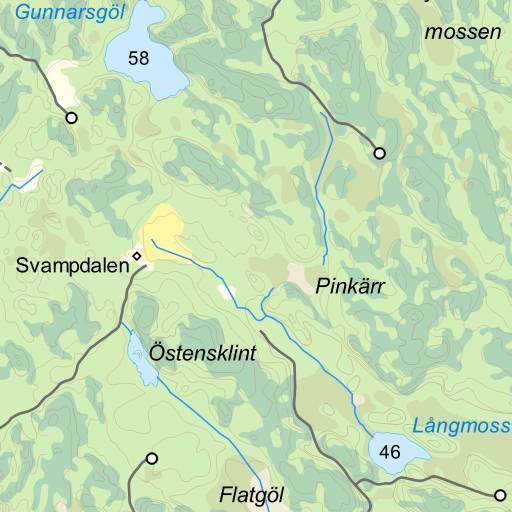 Gunnarsgöl
mossen
58
Svampdalen
Pinkärr
Östensklint
Långmoss
46
Flatgöl